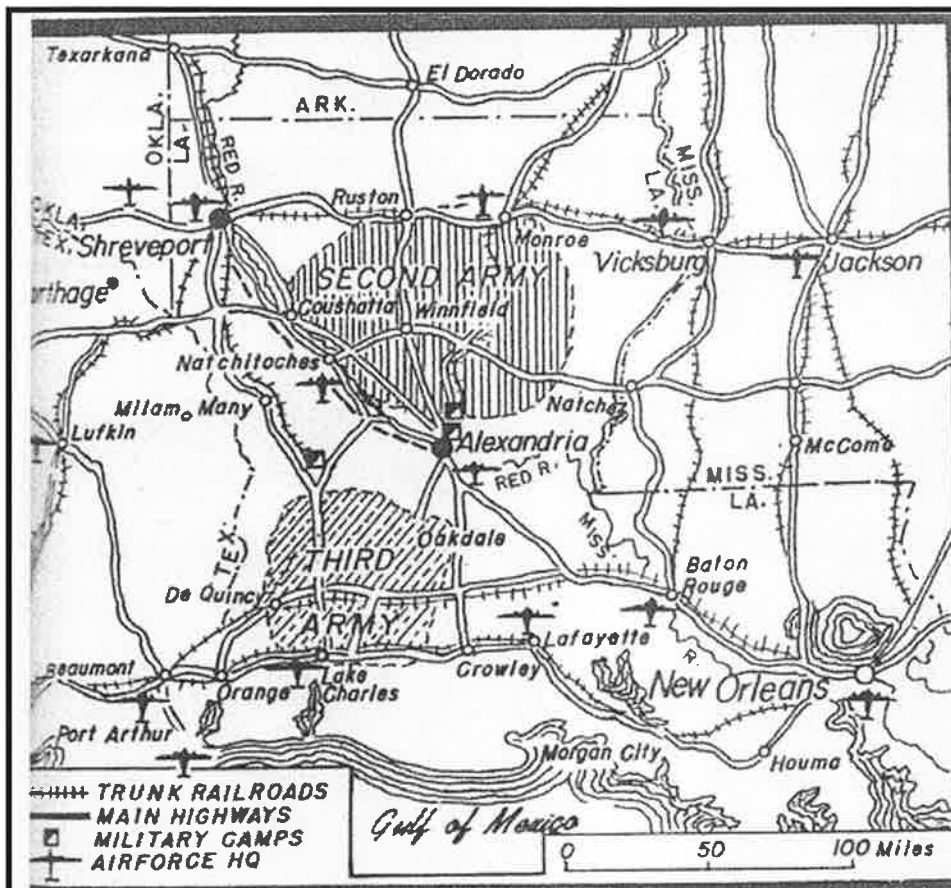 Texarkana
El Dorado
OKLA.
LA.
ARK.
RED R.
MISS.
LA.
Ruston
Monroe
OKLA.
TEX.
Shreveport
Vicksburg
Jackson
arthage
SECOND ARMY
Coushatta
Winnfield
Natchitoches
Natchez
Milam
Many
Lufkin
Alexandria
McComb
RED R.
MISS.
LA.
MISS
Oakdale
TEX.
THIRD
ARMY
De Quincy
Baton
Rouge
Lafayette
R.
Beaumont
Orange
Lake
Charles
Crowley
New Orleans
Port Arthur
Morgan City
Houma
TRUNK RAILROADS
MAIN HIGHWAYS
MILITARY CAMPS
AIRFORCE HQ
Gulf of Mexico
0 50 100 Miles